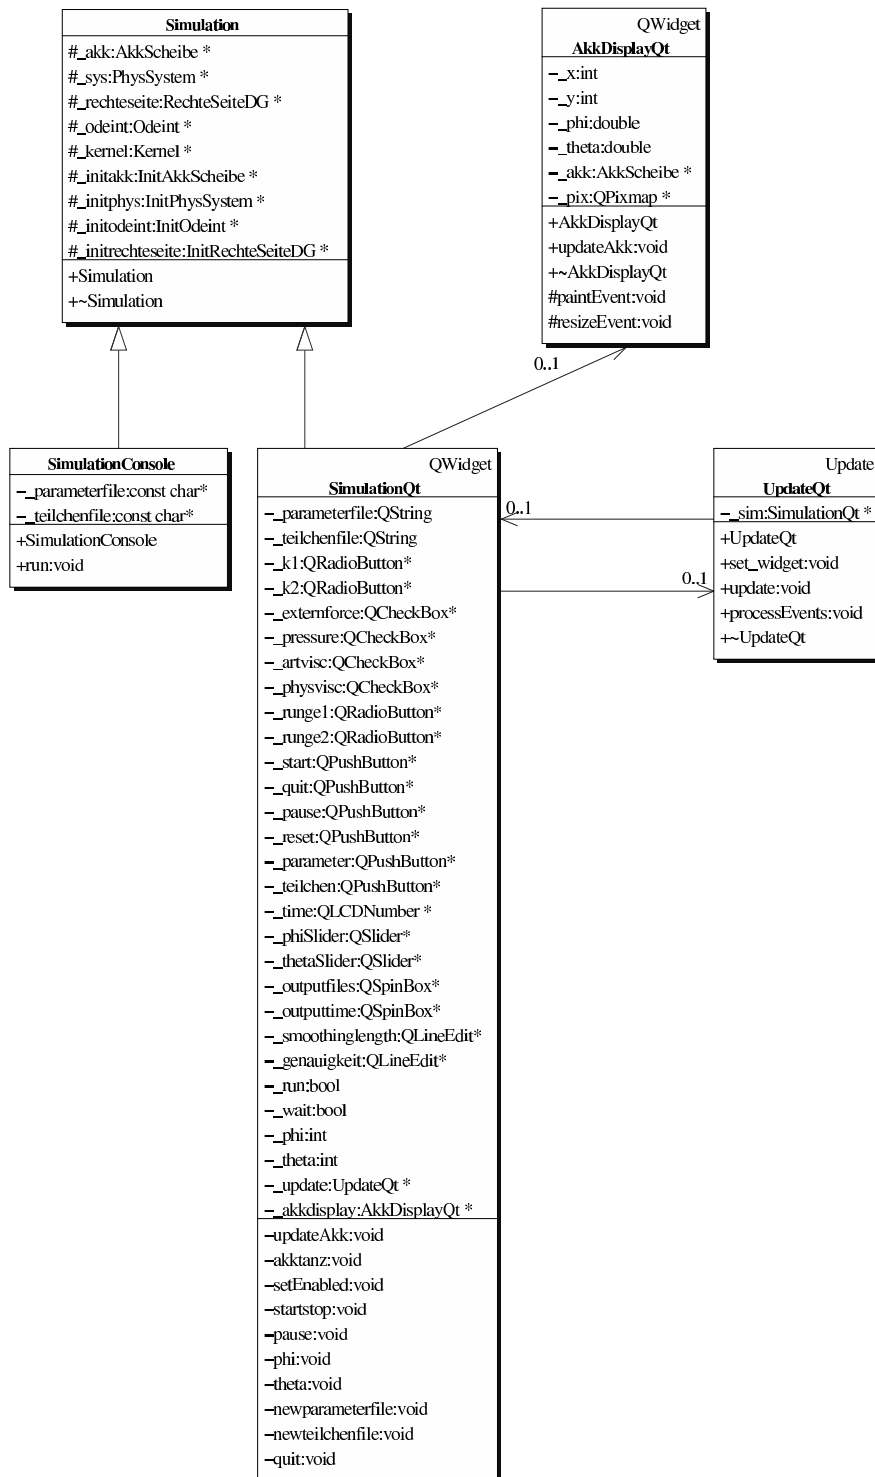 Simulation
#_akk:AkkScheibe *
#_sys:PhysSystem *
#_rechteseite:RechteSeiteDG *
#_odeint:Odeint *
#_kernel:Kernel *
#_initakk:InitAkkScheibe *
#_initphys:InitPhysSystem *
#_initodeint:InitOdeint *
#_initrechteseite:InitRechteSeiteDG *
+Simulation
+~Simulation
QWidget
AkkDisplayQt
–_x:int
–_y:int
–_phi:double
–_theta:double
–_akk:AkkScheibe *
–_pix:QPixmap *
+AkkDisplayQt
+updateAkk:void
+~AkkDisplayQt
#paintEvent:void
#resizeEvent:void
0..1
SimulationConsole
–_parameterfile:const char*
–_teilchenfile:const char*
+SimulationConsole
+run:void
QWidget
SimulationQt
–_parameterfile:QString
–_teilchenfile:QString
–_k1:QRadioButton*
–_k2:QRadioButton*
–_externforce:QCheckBox*
–_pressure:QCheckBox*
–_artvisc:QCheckBox*
–_physvisc:QCheckBox*
–_runge1:QRadioButton*
–_runge2:QRadioButton*
–_start:QPushButton*
–_quit:QPushButton*
–_pause:QPushButton*
–_reset:QPushButton*
–_parameter:QPushButton*
–_teilchen:QPushButton*
–_time:QLCDNumber *
–_phiSlider:QSlider*
–_thetaSlider:QSlider*
–_outputfiles:QSpinBox*
–_outputtime:QSpinBox*
–_smoothinglength:QLineEdit*
–_genauigkeit:QLineEdit*
–_run:bool
–_wait:bool
–_phi:int
–_theta:int
–_update:UpdateQt *
–_akkdisplay:AkkDisplayQt *
–updateAkk:void
–akktanz:void
–setEnabled:void
–startstop:void
–pause:void
–phi:void
–theta:void
–newparameterfile:void
–newteilchenfile:void
–quit:void
0..1
0..1
Update
UpdateQt
–_sim:SimulationQt *
+UpdateQt
+set_widget:void
+update:void
+processEvents:void
+~UpdateQt